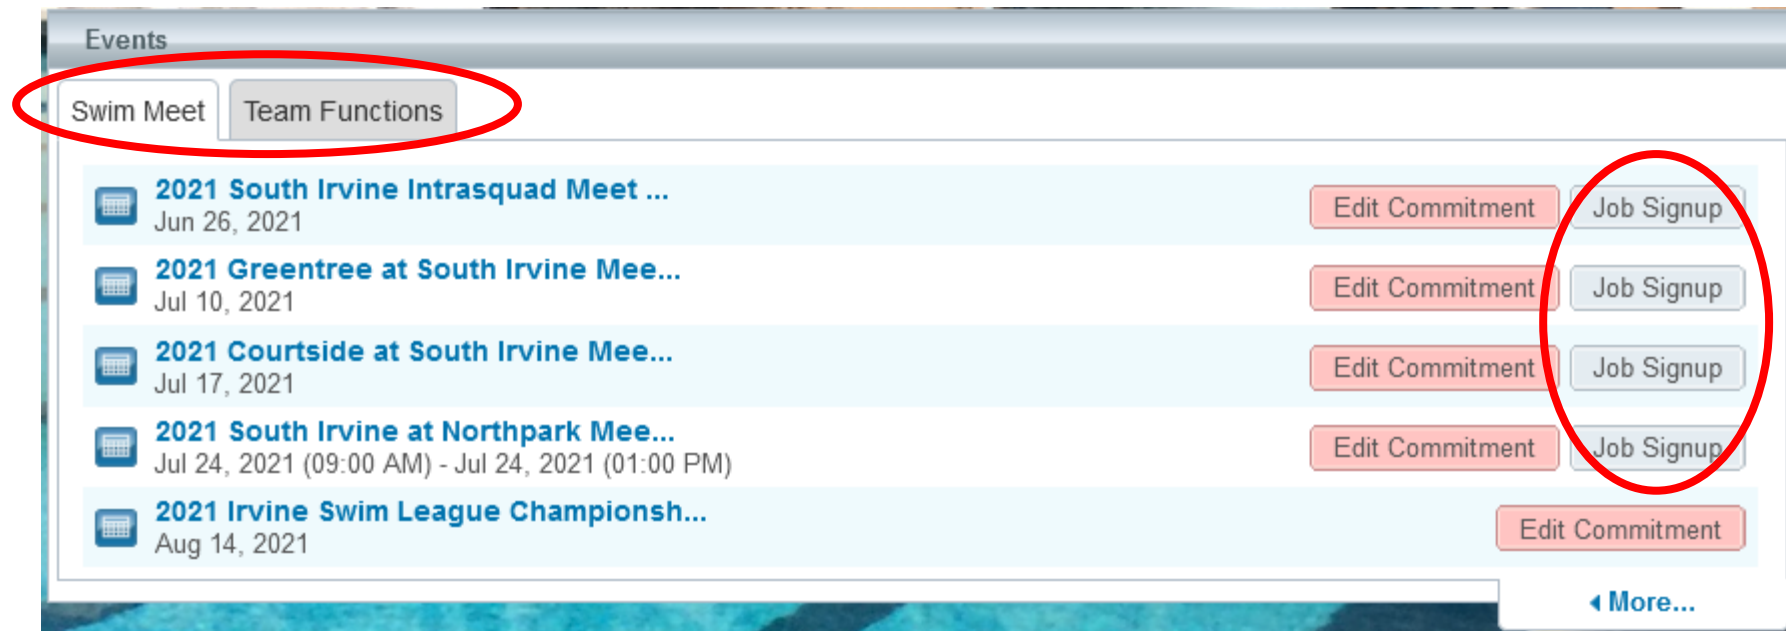 Events
Swim Meet Team Functions
2021 South Irvine Intrasquad Meet ...
Jun 26, 2021
Edit Commitment Job Signup
2021 Greentree at South Irvine Mee...
Jul 10, 2021
Edit Commitment Job Signup
2021 Courtside at South Irvine Mee...
Jul 17, 2021
Edit Commitment Job Signup
2021 South Irvine at Northpark Mee...
Jul 24, 2021 (09:00 AM) - Jul 24, 2021 (01:00 PM)
Edit Commitment Job Signup
2021 Irvine Swim League Championsh...
Aug 14, 2021
Edit Commitment
More...